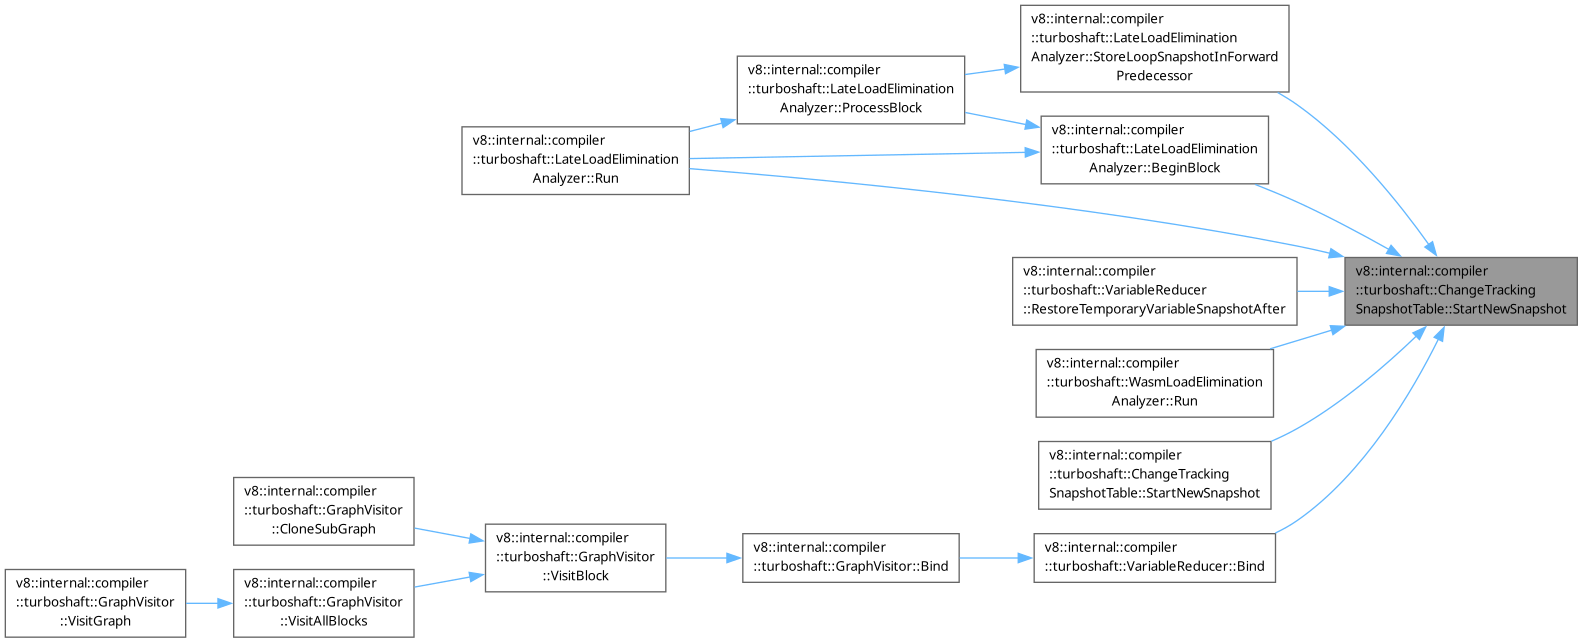 v8::internal::compiler
::turboshaft::LateLoadElimination
Analyzer::StoreLoopSnapshotInForward
Predecessor
v8::internal::compiler
::turboshaft::LateLoadElimination
Analyzer::ProcessBlock
v8::internal::compiler
::turboshaft::LateLoadElimination
Analyzer::BeginBlock
v8::internal::compiler
::turboshaft::LateLoadElimination
Analyzer::Run
v8::internal::compiler
::turboshaft::ChangeTracking
SnapshotTable::StartNewSnapshot
v8::internal::compiler
::turboshaft::VariableReducer
::RestoreTemporaryVariableSnapshotAfter
v8::internal::compiler
::turboshaft::WasmLoadElimination
Analyzer::Run
v8::internal::compiler
::turboshaft::ChangeTracking
SnapshotTable::StartNewSnapshot
v8::internal::compiler
::turboshaft::GraphVisitor
::CloneSubGraph
v8::internal::compiler
::turboshaft::GraphVisitor
::VisitBlock
v8::internal::compiler
::turboshaft::GraphVisitor::Bind
v8::internal::compiler
::turboshaft::VariableReducer::Bind
v8::internal::compiler
::turboshaft::GraphVisitor
::VisitGraph
v8::internal::compiler
::turboshaft::GraphVisitor
::VisitAllBlocks